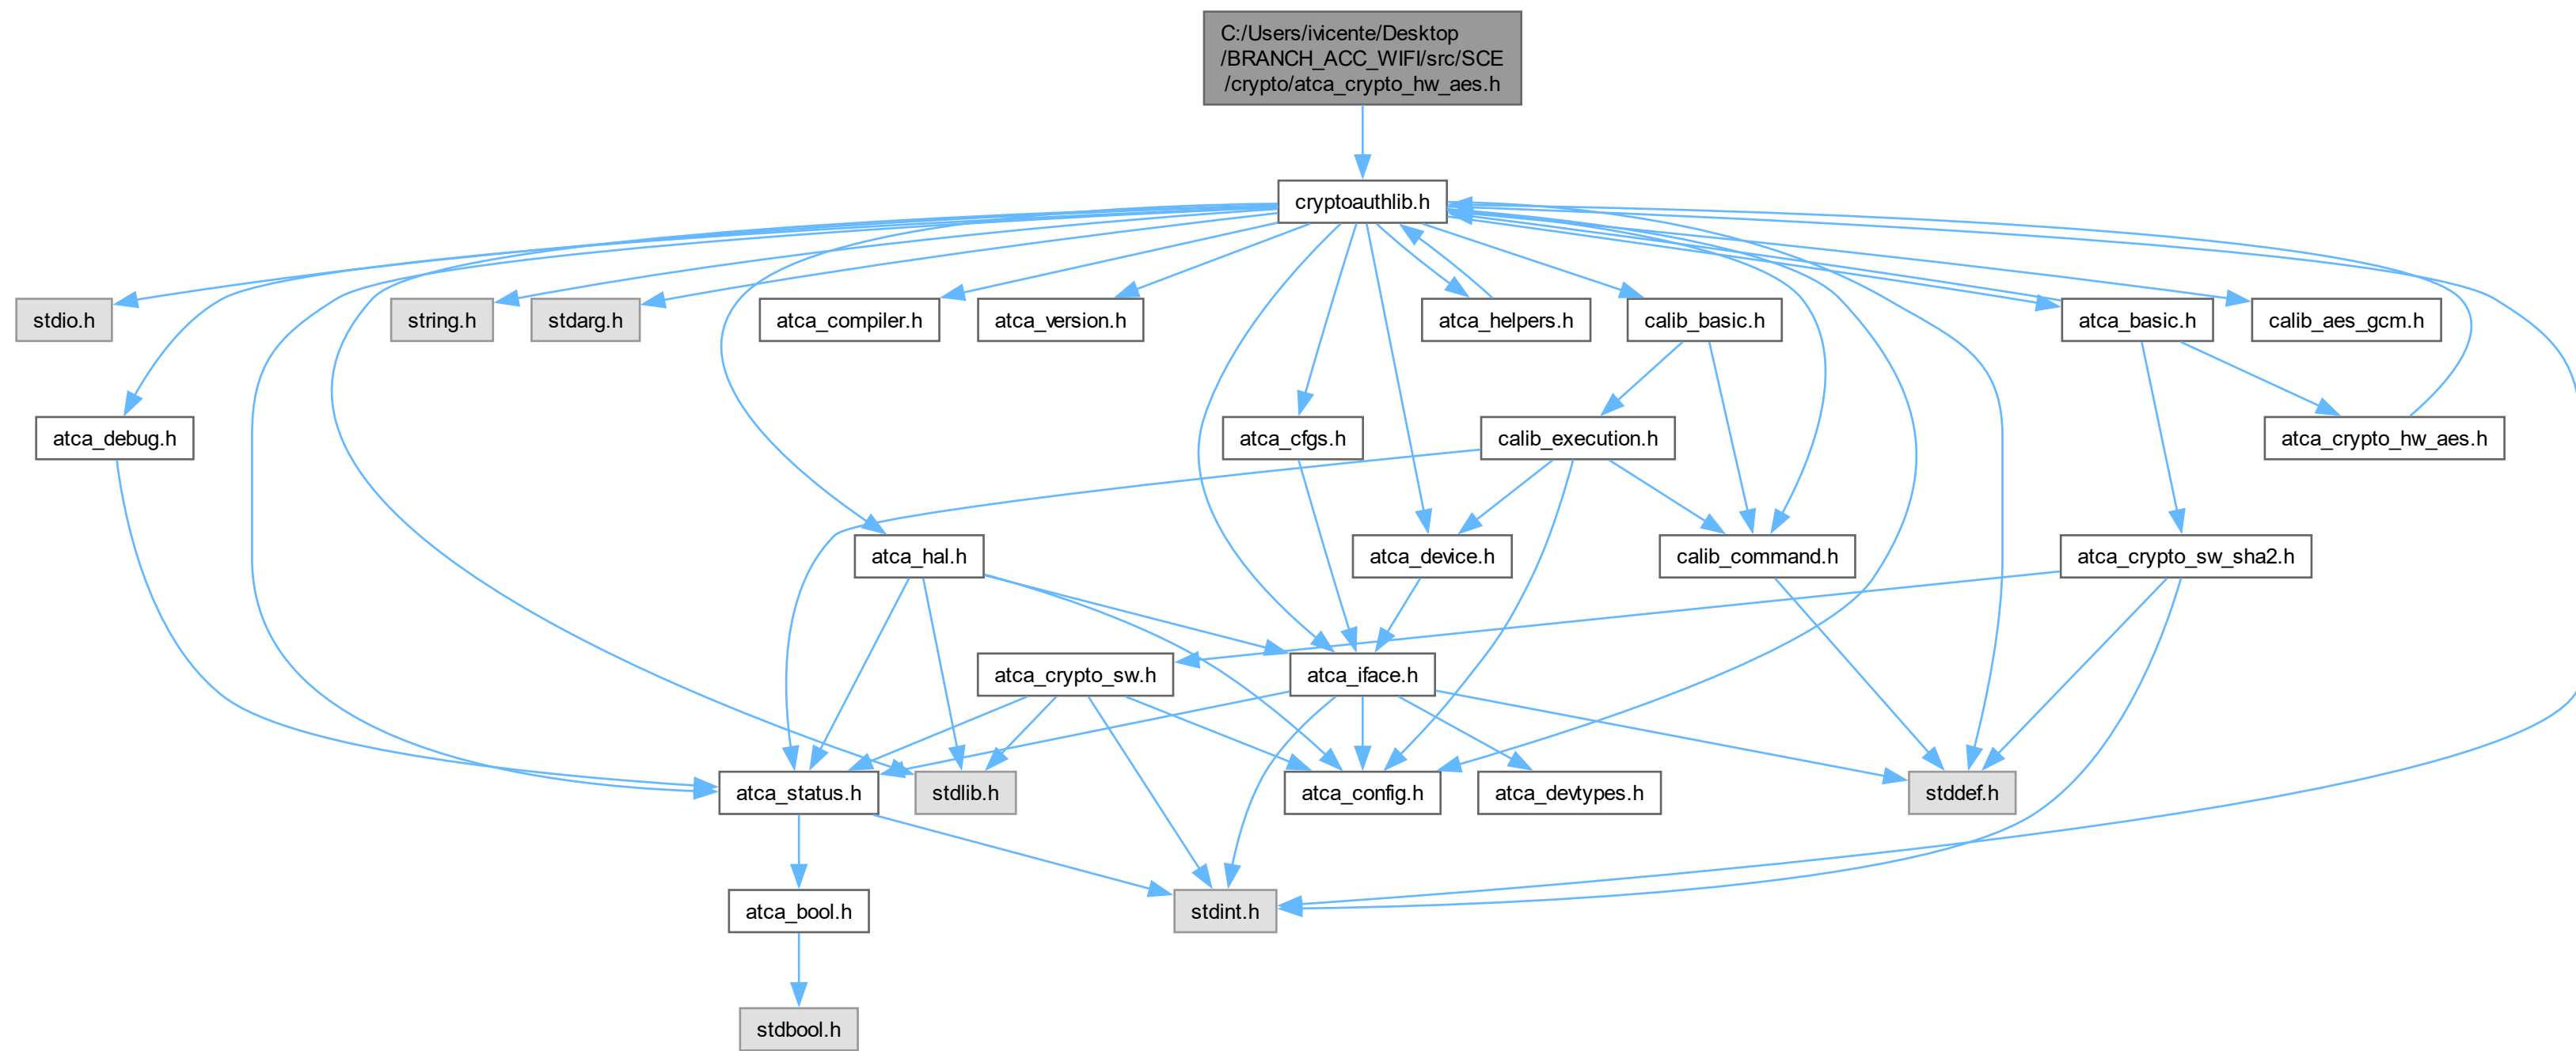 C:/Users/ivicente/Desktop
/BRANCH_ACC_WIFI/src/SCE
/crypto/atca_crypto_hw_aes.h
cryptoauthlib.h
stdio.h
string.h
stdarg.h
atca_compiler.h
atca_version.h
atca_helpers.h
calib_basic.h
atca_basic.h
calib_aes_gcm.h
atca_debug.h
atca_cfgs.h
calib_execution.h
atca_crypto_hw_aes.h
atca_hal.h
atca_device.h
calib_command.h
atca_crypto_sw_sha2.h
atca_crypto_sw.h
atca_iface.h
atca_status.h
stdlib.h
atca_config.h
atca_devtypes.h
stddef.h
atca_bool.h
stdint.h
stdbool.h